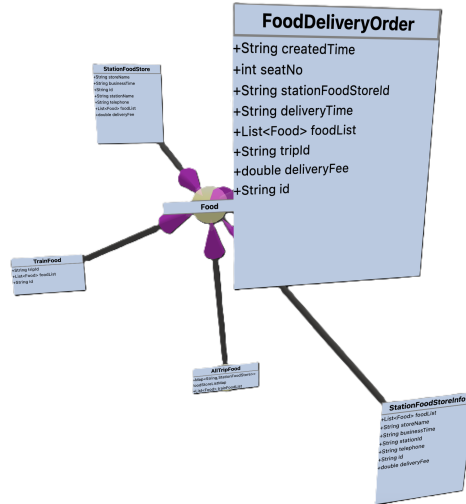 FoodDeliveryOrder
+String createdTime
+int seatNo
+String stationFoodStoreId
+String deliveryTime
+List<Food> foodList
+String tripId
+double deliveryFee
+String id
StationFoodStore
+String storeName
+String businessTime
+String id
+String stationName
+String telephone
+List<Food> foodList
+double deliveryFee
Food
TrainFood
+String tripId
+List<Food> foodList
+String id
AllTripFood
StationFoodStoreInfo
+List<Food> foodList
+String storeName
+String businessTime
+String stationId
+String telephone
+String id
+double deliveryFee